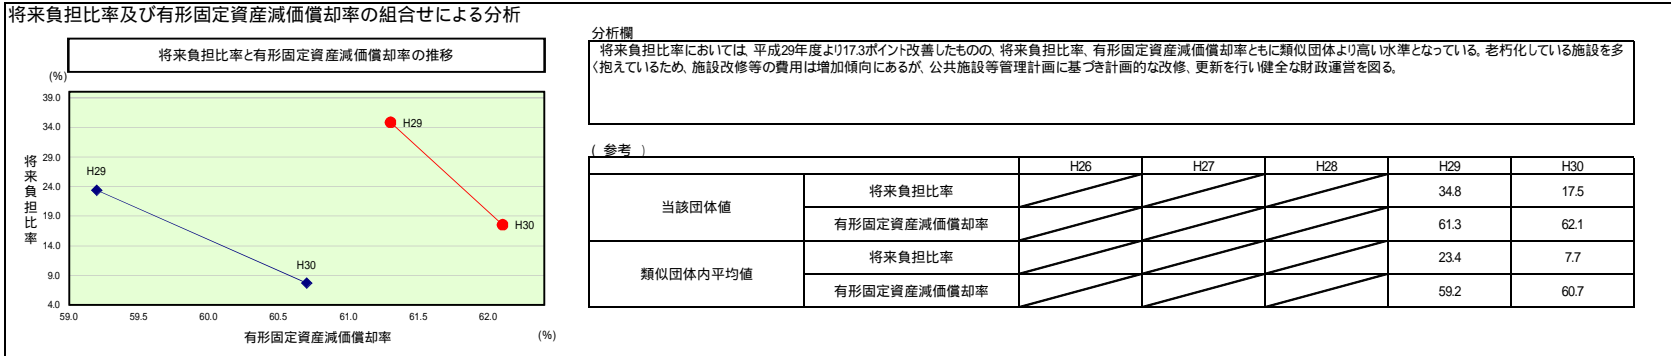 将来負担比率及び有形固定資産減価償却率の組合せによる分析
将来負担比率と有形固定資産減価償却率の推移
(%)
39.0
34.0
29.0
24.0
19.0
14.0
9.0
4.0
将来負担比率
H29
H30
H29
H30
59.0 59.5 60.0 60.5 61.0 61.5 62.0
有形固定資産減価償却率
(%)
分析欄
将来負担比率においては、平成29年度より17.3ポイント改善したものの、将来負担比率、有形固定資産減価償却率ともに類似団体より高い水準となっている。老朽化している施設を多
く抱えているため、施設改修等の費用は増加傾向にあるが、公共施設等管理計画に基づき計画的な改修、更新を行い健全な財政運営を図る。
( 参考 )
H26 H27 H28 H29 H30
当該団体値 将来負担比率 34.8 17.5
有形固定資産減価償却率 61.3 62.1
類似団体内平均値 将来負担比率 23.4 7.7
有形固定資産減価償却率 59.2 60.7